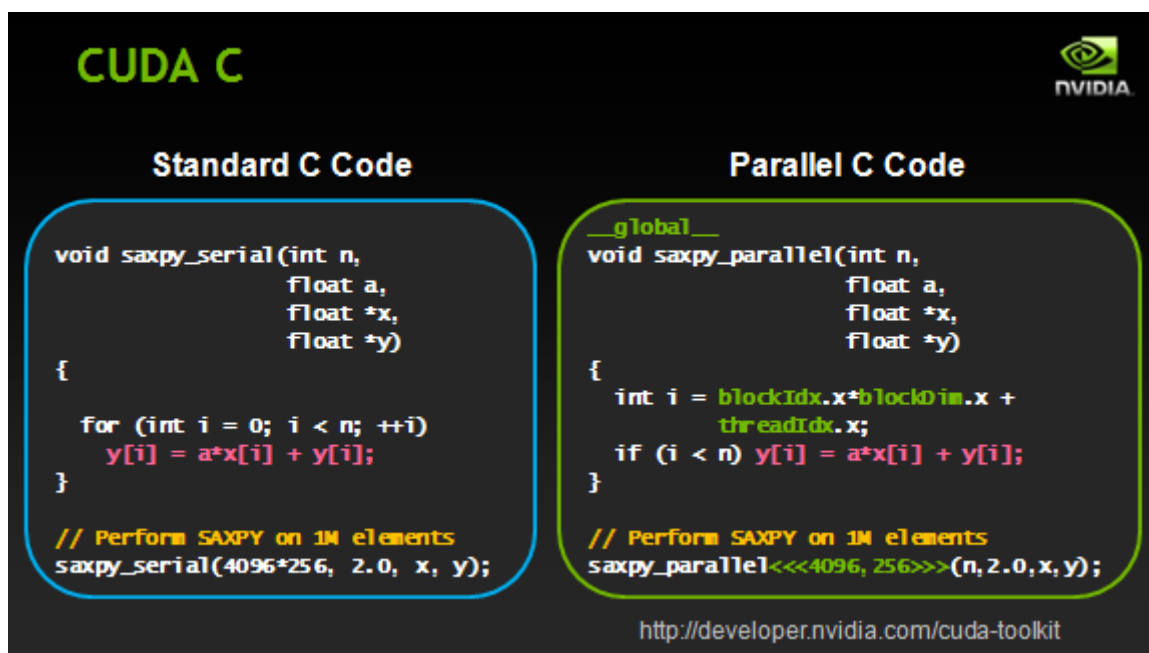 CUDA C
NVIDIA.
Standard C Code
void saxpy_serial(int n,
float a,
float *x,
float *y)
{
for (int i = 0; i < n; ++i)
y[i] = a*x[i] + y[i];
}
// Perform SAXPY on 1M elements
saxpy_serial(4096*256, 2.0, x, y);
Parallel C Code
__global__
void saxpy_parallel(int n,
float a,
float *x,
float *y)
{
int i = blockIdx.x*blockDim.x +
threadIdx.x;
if (i < n) y[i] = a*x[i] + y[i];
}
// Perform SAXPY on 1M elements
saxpy_parallel<<<4096,256>>>(n,2.0,x,y);
http://developer.nvidia.com/cuda-toolkit